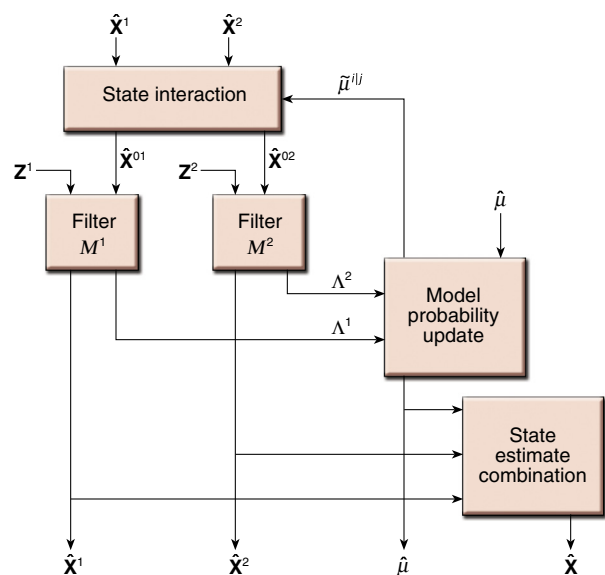 X̂¹ X̂²
State interaction
μ̃ⁱ|ʲ
X̂⁰¹ X̂⁰²
Z¹ Z²
Filter
M¹
Filter
M²
μ̂
Λ²
Λ¹
Model
probability
update
State
estimate
combination
X̂¹ X̂² μ̂ X̂